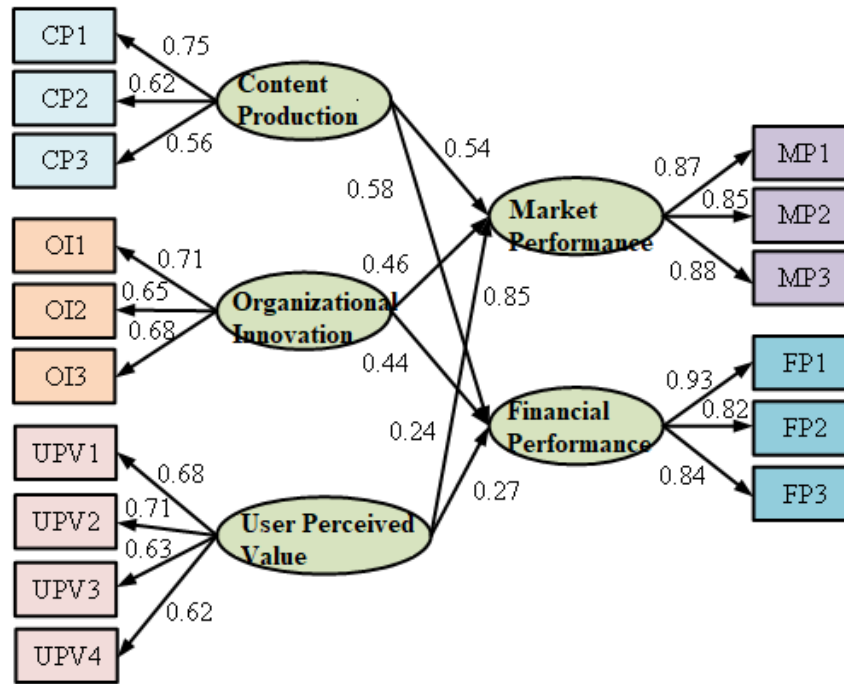 CP1
0.75
CP2
0.62
CP3
0.56
Content
Production
0.54
0.58
OI1
0.71
OI2
0.65
OI3
0.68
Organizational
Innovation
0.46
0.44
0.85
UPV1
0.68
UPV2
0.71
UPV3
0.63
UPV4
0.62
User Perceived
Value
0.24
0.27
Market
Performance
0.87
MP1
0.85
MP2
0.88
MP3
Financial
Performance
0.93
FP1
0.82
FP2
0.84
FP3